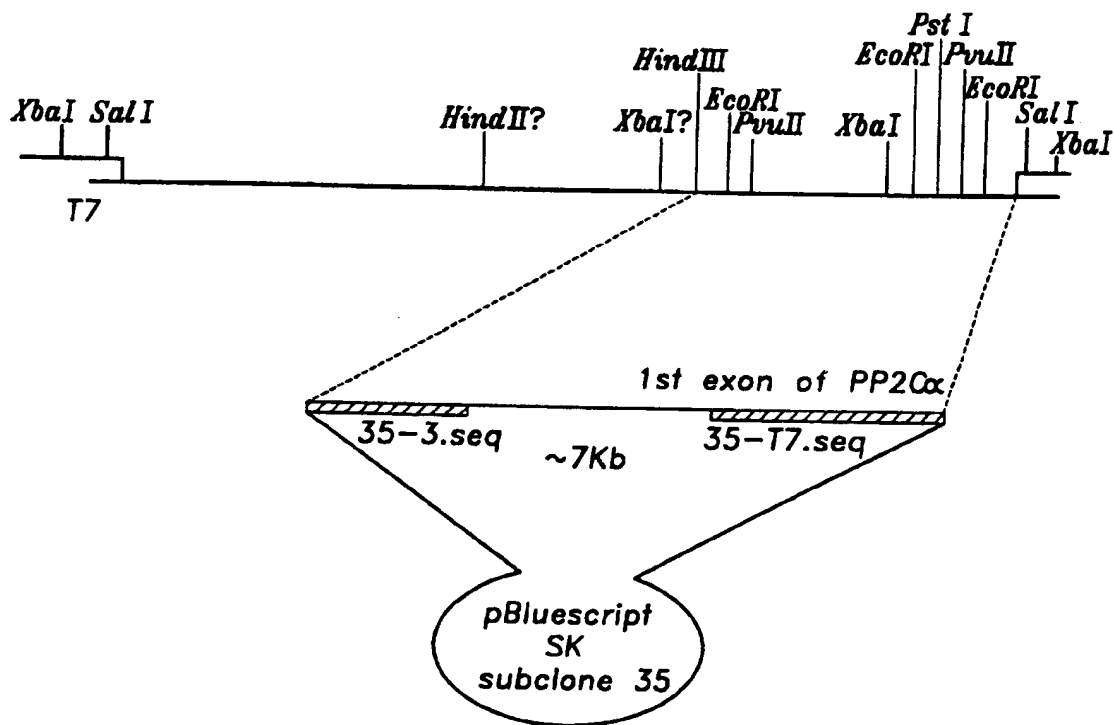 Pst I
HindIII
EcoRI
PvuII
EcoRI
XbaI
SalI
HindII?
XbaI?
EcoRI
PvuII
XbaI
SalI
XbaI
T7
1st exon of PP2Cα
35-3.seq
35-T7.seq
~7Kb
pBluescript
SK
subclone 35